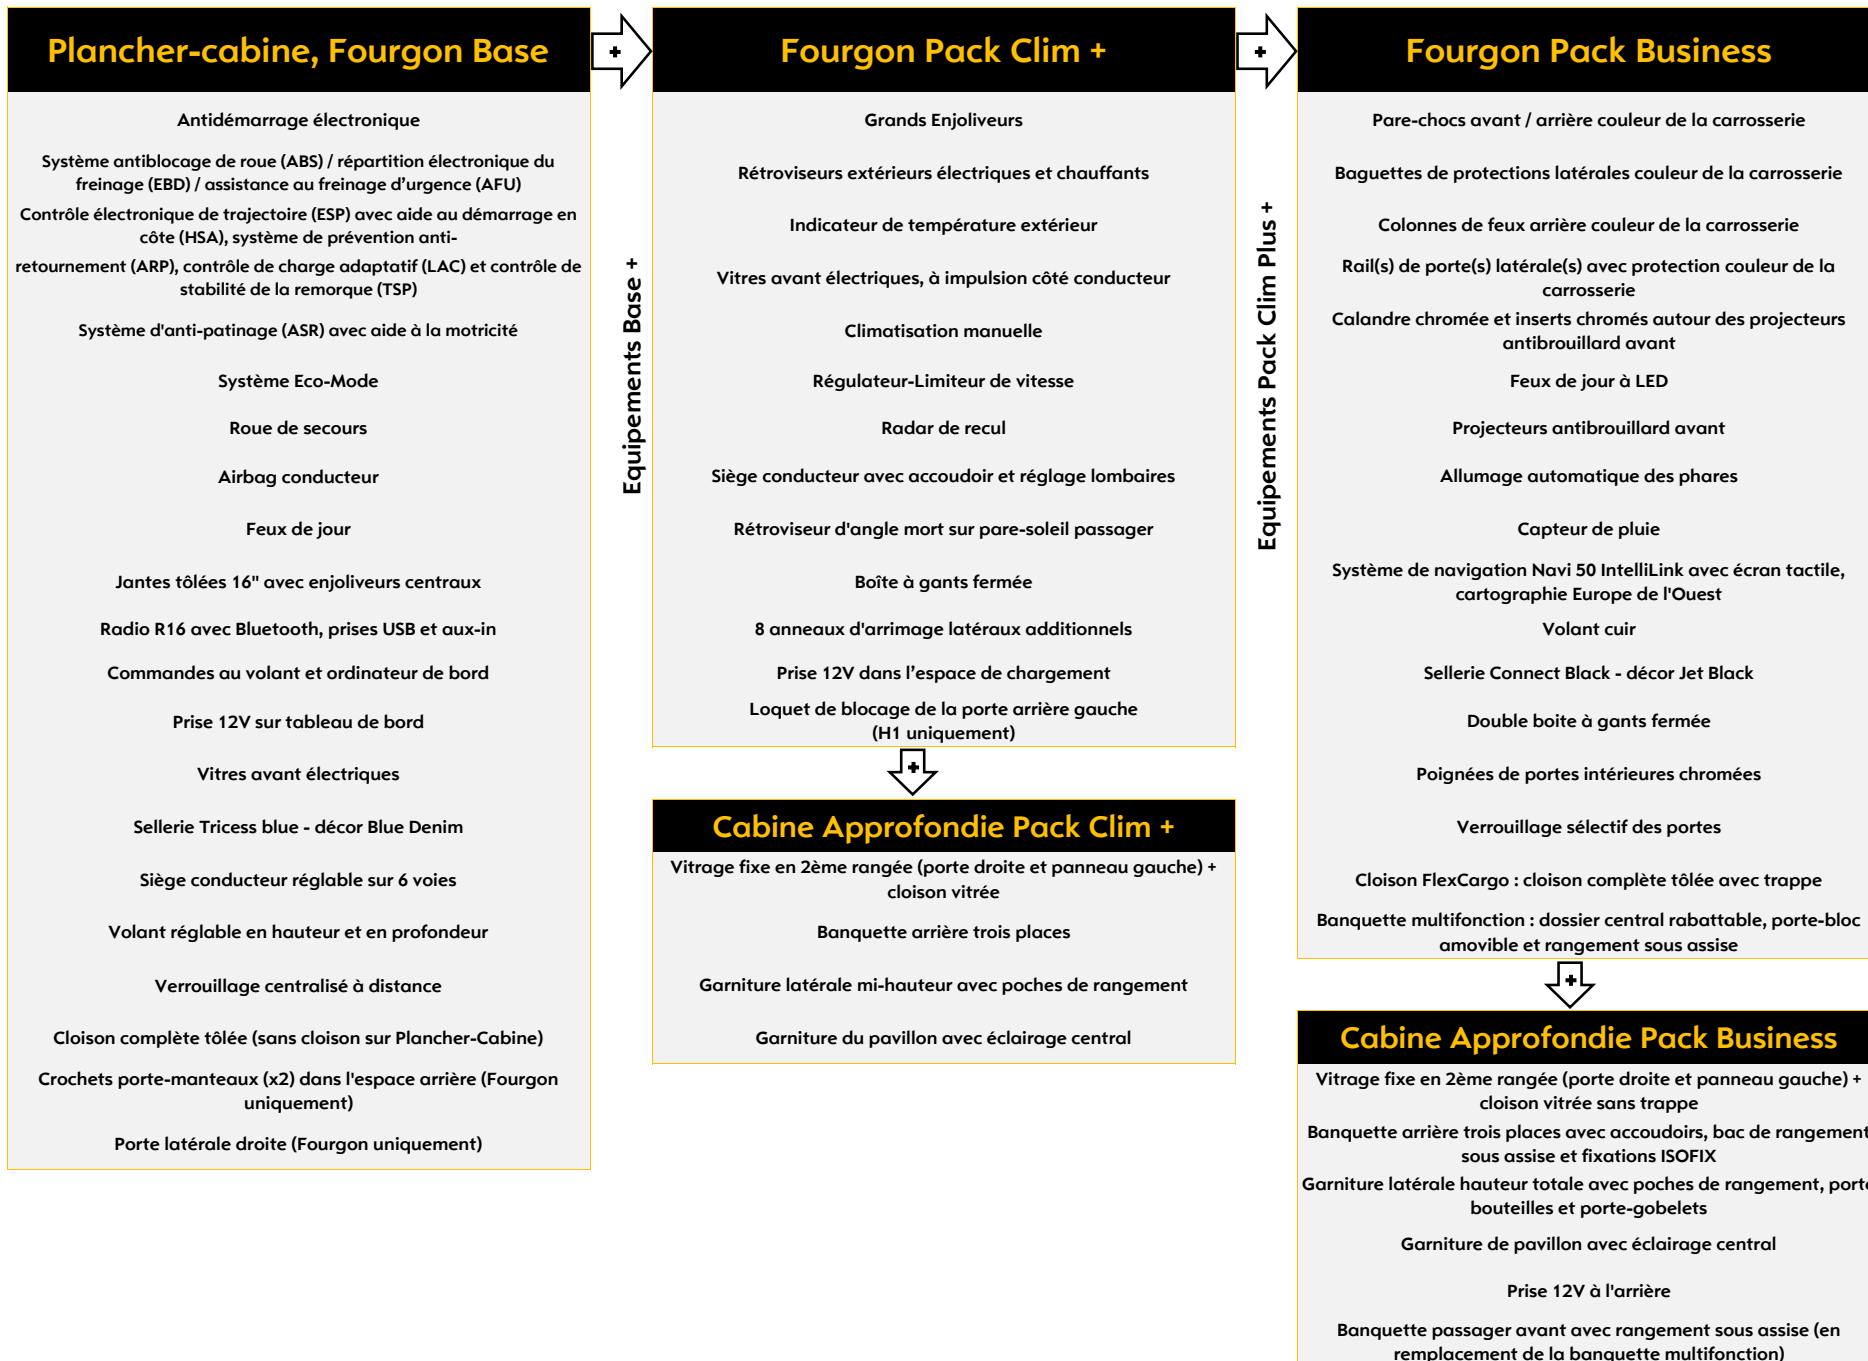 Plancher-cabine, Fourgon Base
Antidémarrage électronique
Système antiblocage de roue (ABS) / répartition électronique du
freinage (EBD) / assistance au freinage d’urgence (AFU)
Contrôle électronique de trajectoire (ESP) avec aide au démarrage en
côte (HSA), système de prévention anti-
retournement (ARP), contrôle de charge adaptatif (LAC) et contrôle de
stabilité de la remorque (TSP)
Système d'anti-patinage (ASR) avec aide à la motricité
Système Eco-Mode
Roue de secours
Airbag conducteur
Feux de jour
Jantes tôlées 16" avec enjoliveurs centraux
Radio R16 avec Bluetooth, prises USB et aux-in
Commandes au volant et ordinateur de bord
Prise 12V sur tableau de bord
Vitres avant électriques
Sellerie Tricess blue - décor Blue Denim
Siège conducteur réglable sur 6 voies
Volant réglable en hauteur et en profondeur
Verrouillage centralisé à distance
Cloison complète tôlée (sans cloison sur Plancher-Cabine)
Crochets porte-manteaux (x2) dans l'espace arrière (Fourgon
uniquement)
Porte latérale droite (Fourgon uniquement)
+
Equipements Base +
Fourgon Pack Clim +
Grands Enjoliveurs
Rétroviseurs extérieurs électriques et chauffants
Indicateur de température extérieur
Vitres avant électriques, à impulsion côté conducteur
Climatisation manuelle
Régulateur-Limiteur de vitesse
Radar de recul
Siège conducteur avec accoudoir et réglage lombaires
Rétroviseur d'angle mort sur pare-soleil passager
Boîte à gants fermée
8 anneaux d'arrimage latéraux additionnels
Prise 12V dans l’espace de chargement
Loquet de blocage de la porte arrière gauche
(H1 uniquement)
+
Cabine Approfondie Pack Clim +
Vitrage fixe en 2ème rangée (porte droite et panneau gauche) +
cloison vitrée
Banquette arrière trois places
Garniture latérale mi-hauteur avec poches de rangement
Garniture du pavillon avec éclairage central
+
Equipements Pack Clim Plus +
Fourgon Pack Business
Pare-chocs avant / arrière couleur de la carrosserie
Baguettes de protections latérales couleur de la carrosserie
Colonnes de feux arrière couleur de la carrosserie
Rail(s) de porte(s) latérale(s) avec protection couleur de la
carrosserie
Calandre chromée et inserts chromés autour des projecteurs
antibrouillard avant
Feux de jour à LED
Projecteurs antibrouillard avant
Allumage automatique des phares
Capteur de pluie
Système de navigation Navi 50 IntelliLink avec écran tactile,
cartographie Europe de l'Ouest
Volant cuir
Sellerie Connect Black - décor Jet Black
Double boite à gants fermée
Poignées de portes intérieures chromées
Verrouillage sélectif des portes
Cloison FlexCargo : cloison complète tôlée avec trappe
Banquette multifonction : dossier central rabattable, porte-bloc
amovible et rangement sous assise
+
Cabine Approfondie Pack Business
Vitrage fixe en 2ème rangée (porte droite et panneau gauche) +
cloison vitrée sans trappe
Banquette arrière trois places avec accoudoirs, bac de rangement
sous assise et fixations ISOFIX
Garniture latérale hauteur totale avec poches de rangement,
bouteilles et porte-gobelets
Garniture de pavillon avec éclairage central
Prise 12V à l'arrière
Banquette passager avant avec rangement sous assise (en
remplacement de la banquette multifonction)